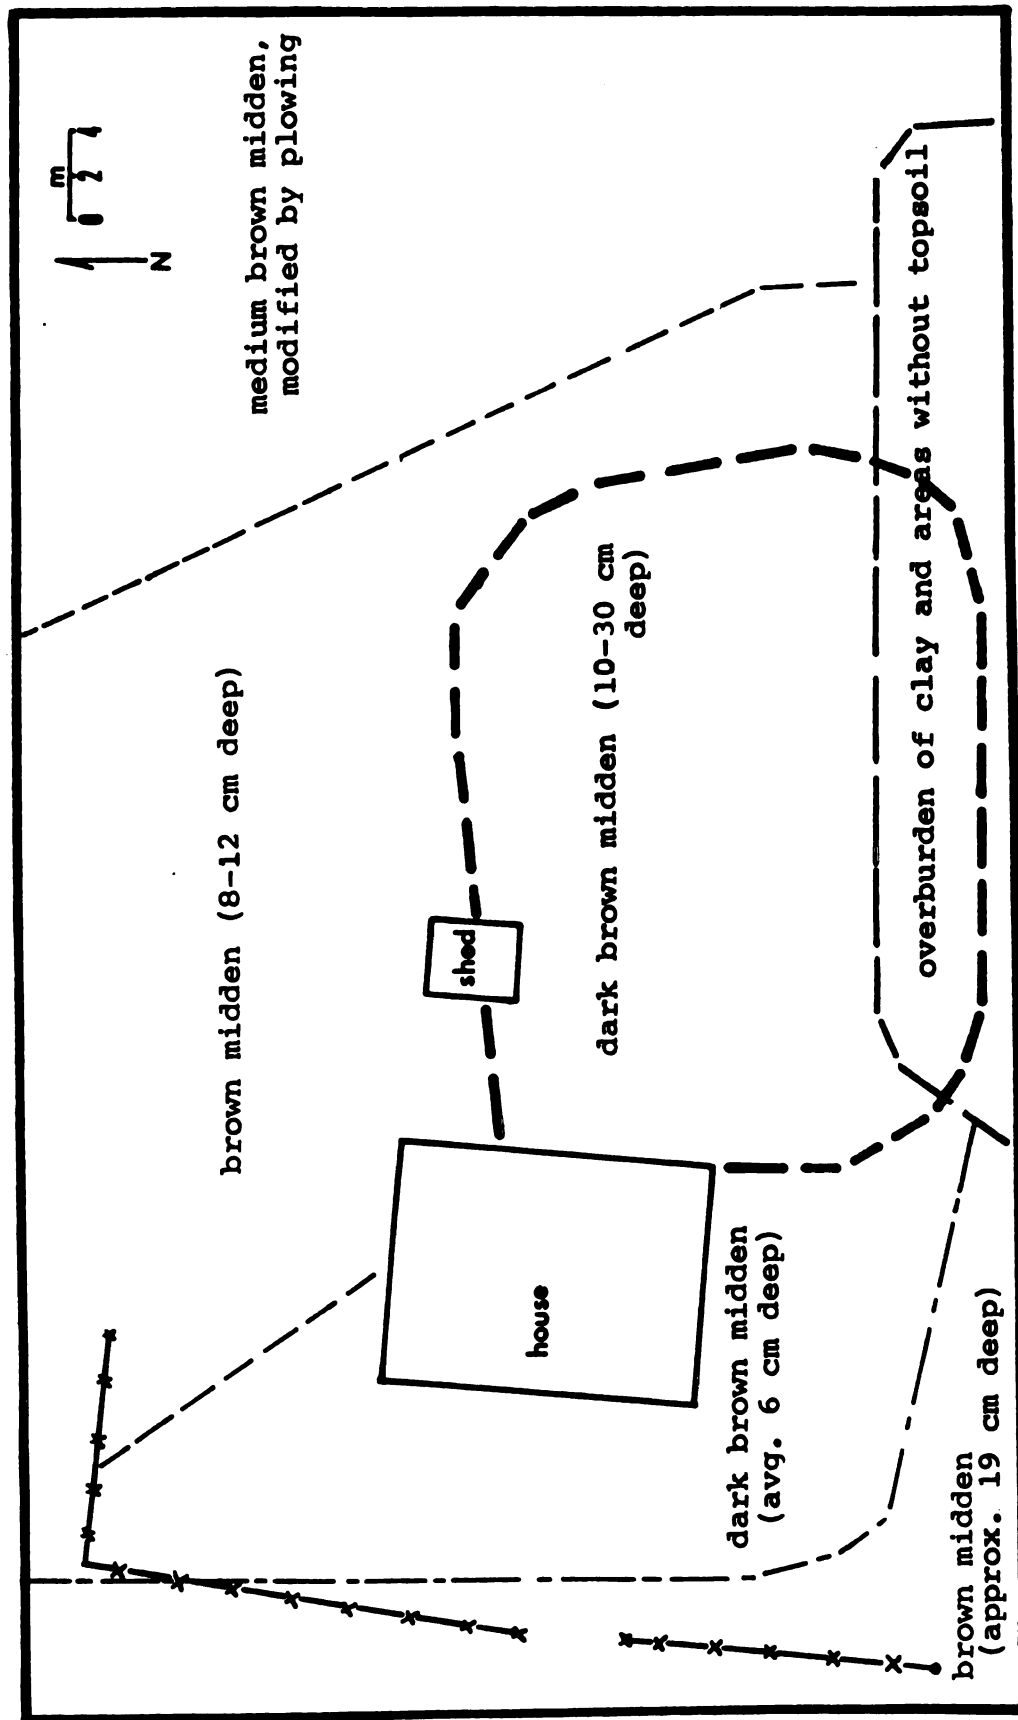 m
0 2 4
N
medium brown midden,
modified by plowing
brown midden (8-12 cm deep)
shed
dark brown midden (10-30 cm
deep)
overburden of clay and areas without topsoil
house
dark brown midden
(avg. 6 cm deep)
brown midden
(approx. 19 cm deep)